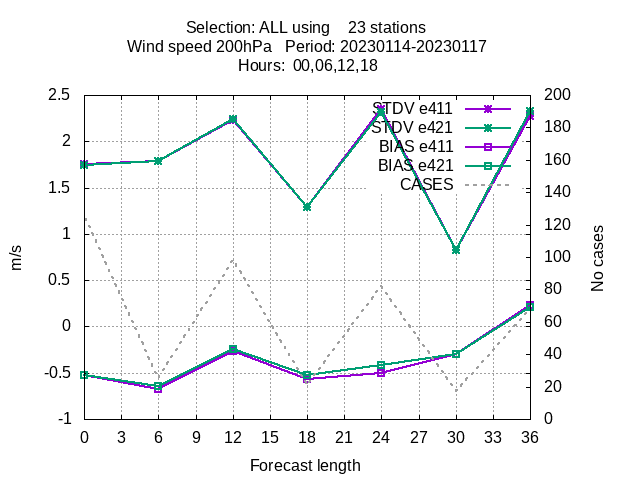 Selection: ALL using 23 stations
Wind speed 200hPa Period: 20230114-20230117
Hours: 00,06,12,18
STDV e411
STDV e421
BIAS e411
BIAS e421
CASES
2.5
2
1.5
1
0.5
0
-0.5
-1
m/s
200
180
160
140
120
100
80
60
40
20
0
No cases
0 3 6 9 12 15 18 21 24 27 30 33 36
Forecast length